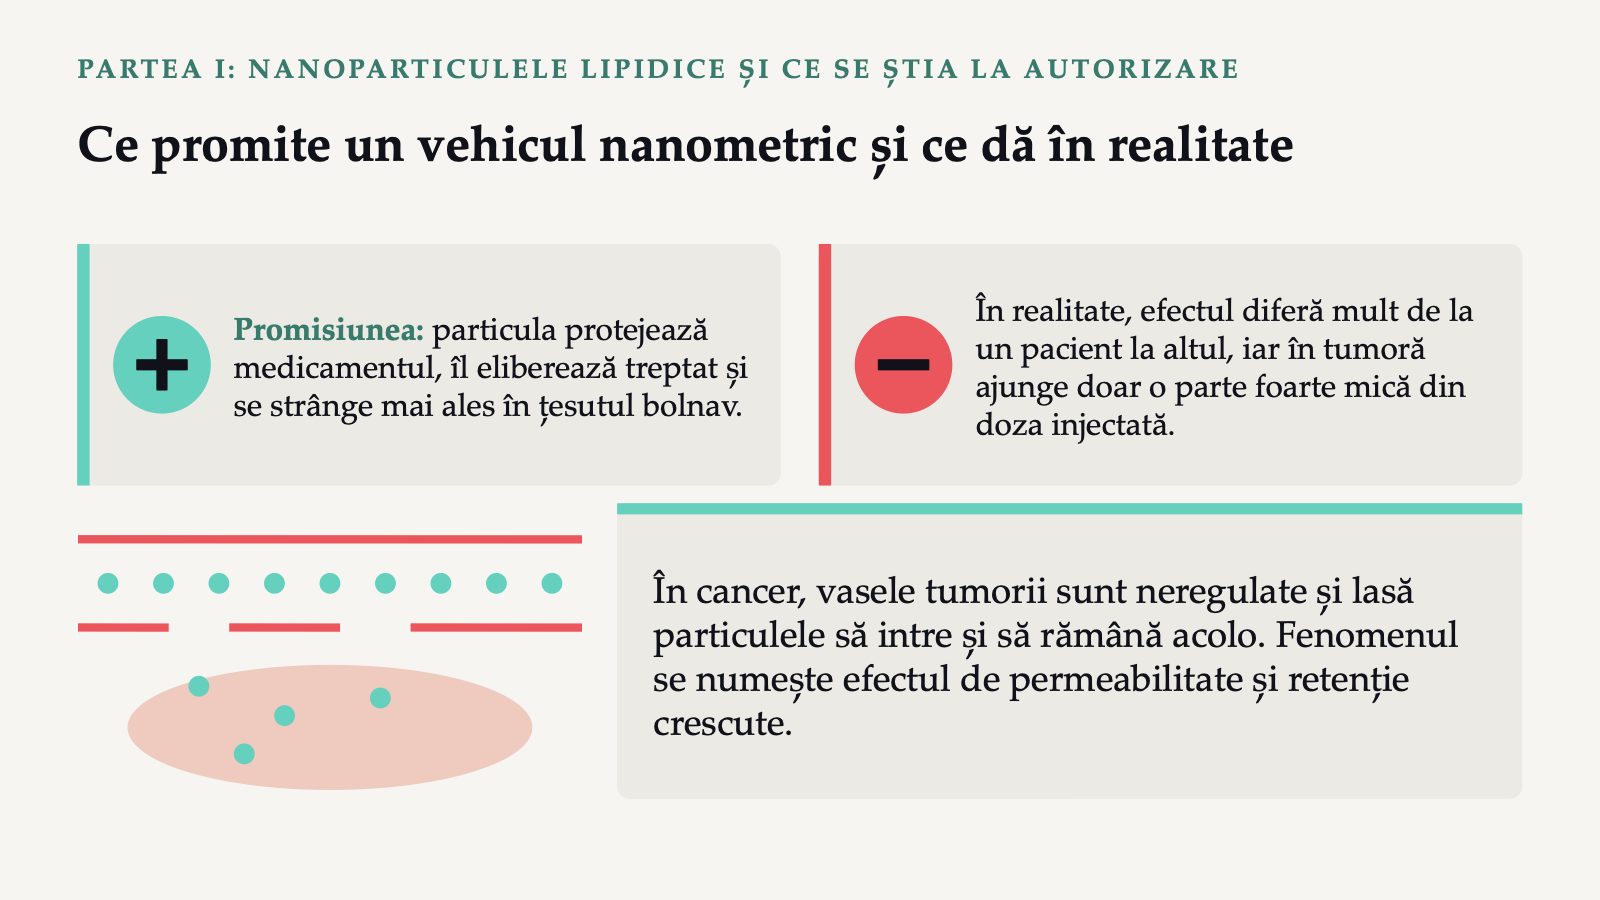 PARTEA I: NANOPARTICULELE LIPIDICE ȘI CE SE ȘTIA LA AUTORIZARE
Ce promite un vehicul nanometric și ce dă în realitate
Promisiunea: particula protejează
medicamentul, îl eliberează treptat și
se strânge mai ales în țesutul bolnav.
În realitate, efectul diferă mult de la
un pacient la altul, iar în tumoră
ajunge doar o parte foarte mică din
doza injectată.
În cancer, vasele tumorii sunt neregulate și lasă
particulele să intre și să rămână acolo. Fenomenul
se numește efectul de permeabilitate și retenție
crescute.